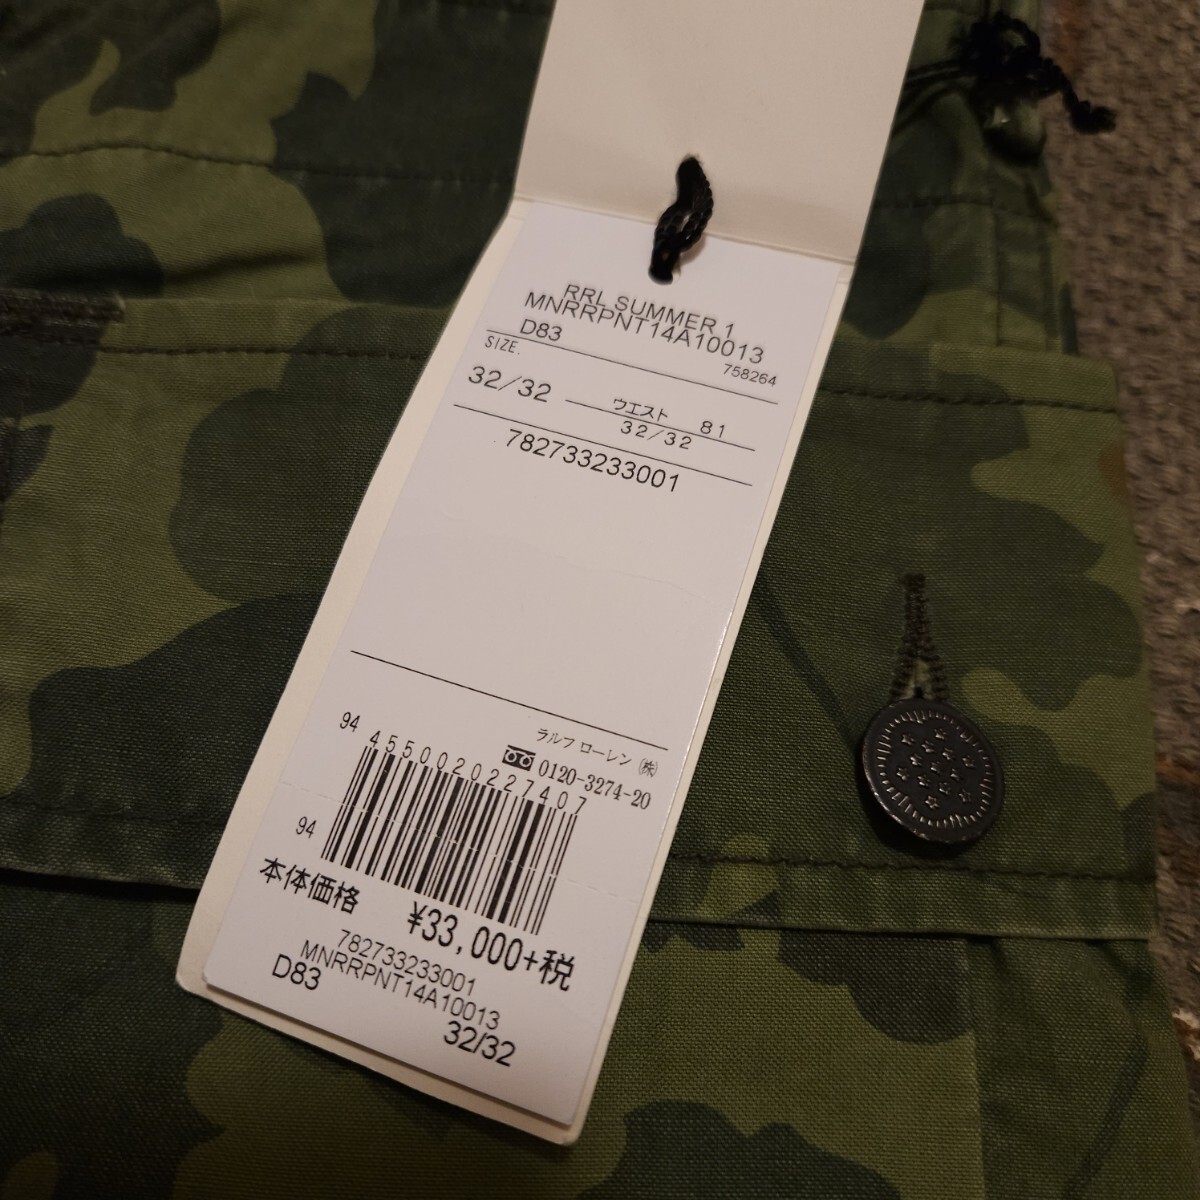 RRL SUMMER 1
MNRRPNT14A10013
D83
758264
SIZE.
32/32
ウエスト 81
32/32
782733233001
ラルフ ローレン ㈱
0120-3274-20
94
4550020227407
94
本体価格
¥33,000+税
782733233001
MNRRPNT14A10013
D83
32/32